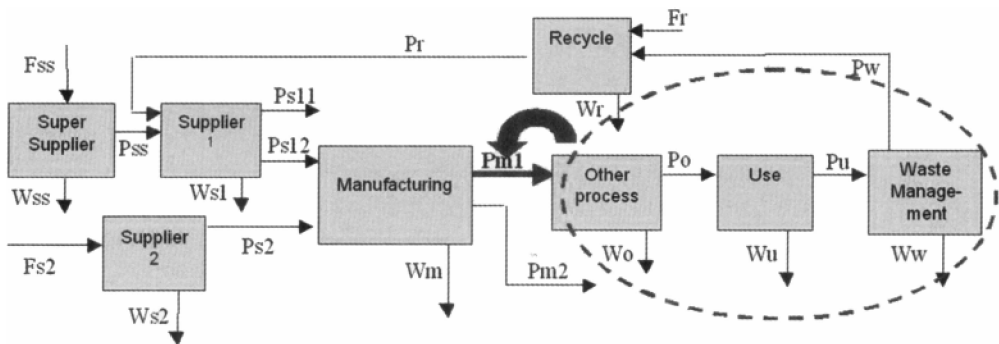 Fss
Super
Supplier
Wss
Pss
Pr
Supplier
1
Ps11
Ps12
Ws1
Fs2
Supplier
2
Ps2
Ws2
Manufacturing
Wm
Pm1
Pm2
Recycle
Fr
Wr
Pw
Other
process
Po
Wo
Use
Pu
Wu
Waste
Manage-
ment
Ww